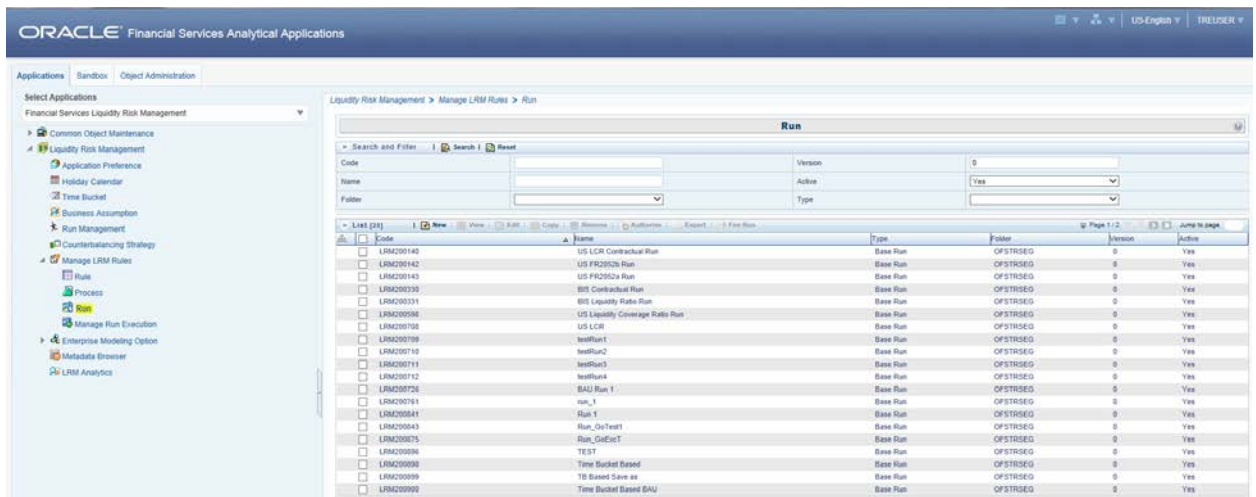 ORACLE Financial Services Analytical Applications
US-English
TREUSER
Applications Sandbox Object Administration
Select Applications
Financial Services Liquidity Risk Management
Common Object Maintenance
Liquidity Risk Management
Application Preference
Holiday Calendar
Time Bucket
Business Assumption
Run Management
Counterbalancing Strategy
Manage LRM Rules
Rule
Process
Run
Manage Run Execution
Enterprise Modeling Option
Metadata Browser
LRM Analytics
Liquidity Risk Management > Manage LRM Rules > Run
Run
Search and Filter | Search | Reset
Code Version 0
Name Active Yes
Folder Type
List [25] | New | View | Edit | Copy | Remove | Authorize | Export | Fire Run Page 1/2 Jump to page
Code Name Type Folder Version Active
LRM200140 US LCR Contractual Run Base Run OFSTRSEG 0 Yes
LRM200142 US FR2052b Run Base Run OFSTRSEG 0 Yes
LRM200143 US FR2052a Run Base Run OFSTRSEG 0 Yes
LRM200330 BIS Contractual Run Base Run OFSTRSEG 0 Yes
LRM200331 BIS Liquidity Ratio Run Base Run OFSTRSEG 0 Yes
LRM200598 US Liquidity Coverage Ratio Run Base Run OFSTRSEG 0 Yes
LRM200708 US LCR Base Run OFSTRSEG 0 Yes
LRM200709 testRun1 Base Run OFSTRSEG 0 Yes
LRM200710 testRun2 Base Run OFSTRSEG 0 Yes
LRM200711 testRun3 Base Run OFSTRSEG 0 Yes
LRM200712 testRun4 Base Run OFSTRSEG 0 Yes
LRM200726 BAU Run 1 Base Run OFSTRSEG 0 Yes
LRM200761 run_1 Base Run OFSTRSEG 0 Yes
LRM200841 Run 1 Base Run OFSTRSEG 0 Yes
LRM200843 Run_GoTest1 Base Run OFSTRSEG 0 Yes
LRM200875 Run_GoExcT Base Run OFSTRSEG 0 Yes
LRM200896 TEST Base Run OFSTRSEG 0 Yes
LRM200898 Time Bucket Based Base Run OFSTRSEG 0 Yes
LRM200899 TB Based Save as Base Run OFSTRSEG 0 Yes
LRM200900 Time Bucket Based BAU Base Run OFSTRSEG 0 Yes